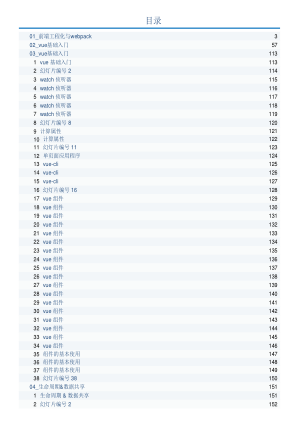 目录
01_前端工程化与webpack 3
02_vue基础入门 57
03_vue基础入门 113
1 vue 基础入门 113
2 幻灯片编号 2 114
3 watch 侦听器 115
4 watch 侦听器 116
5 watch 侦听器 117
6 watch 侦听器 118
7 watch 侦听器 119
8 幻灯片编号 8 120
9 计算属性 121
10 计算属性 122
11 幻灯片编号 11 123
12 单页面应用程序 124
13 vue-cli 125
14 vue-cli 126
15 vue-cli 127
16 幻灯片编号 16 128
17 vue 组件 129
18 vue 组件 130
19 vue 组件 131
20 vue 组件 132
21 vue 组件 133
22 vue 组件 134
23 vue 组件 135
24 vue 组件 136
25 vue 组件 137
26 vue 组件 138
27 vue 组件 139
28 vue 组件 140
29 vue 组件 141
30 vue 组件 142
31 vue 组件 143
32 vue 组件 144
33 vue 组件 145
34 vue 组件 146
35 组件的基本使用 147
36 组件的基本使用 148
37 组件的基本使用 149
38 幻灯片编号 38 150
04_生命周期&数据共享 151
1 生命周期 & 数据共享 151
2 幻灯片编号 2 152